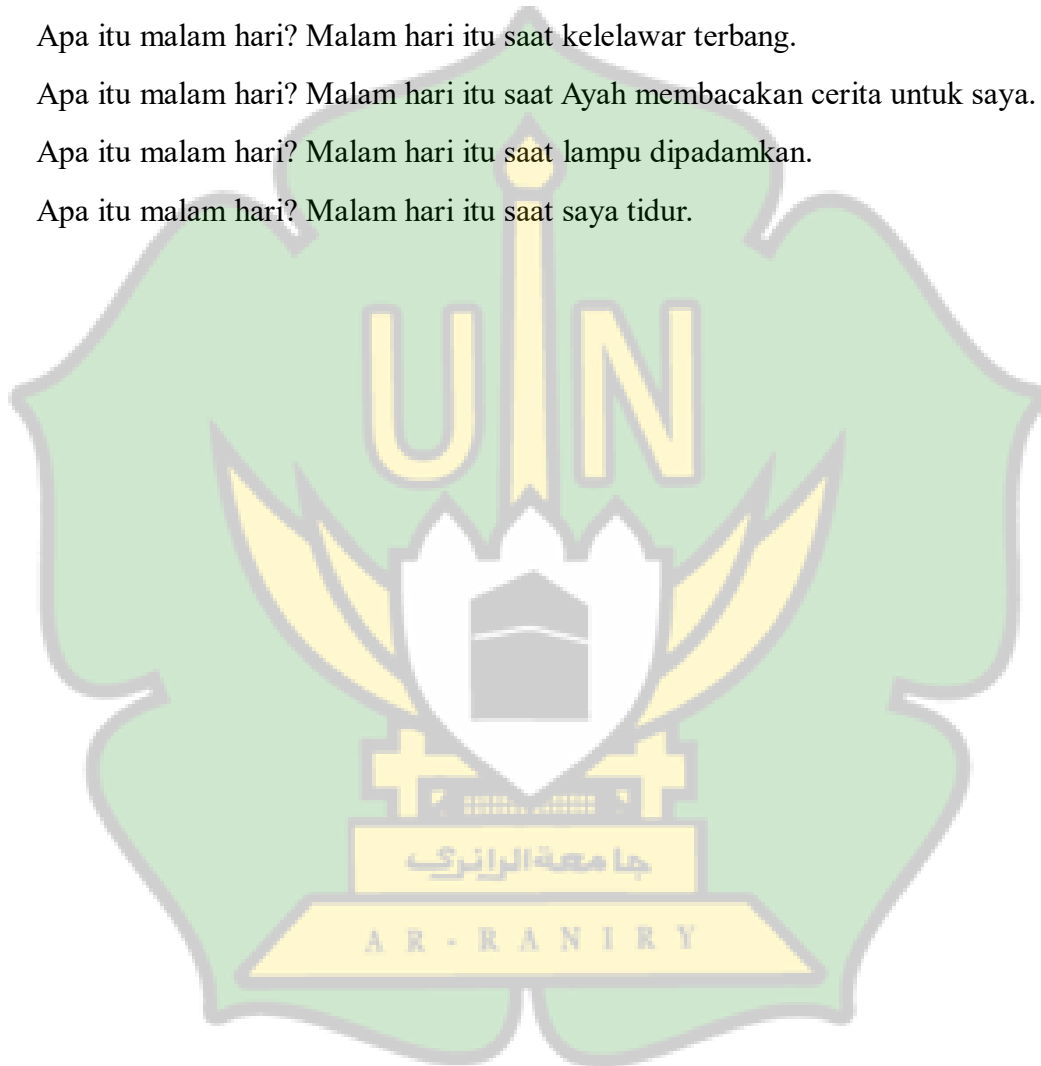 Apa itu malam hari? Malam hari itu saat kelelawar terbang.
Apa itu malam hari? Malam hari itu saat Ayah membacakan cerita untuk saya.
Apa itu malam hari? Malam hari itu saat lampu dipadamkan.
Apa itu malam hari? Malam hari itu saat saya tidur.
UIN
جامعة الرانري
AR-RANIRY